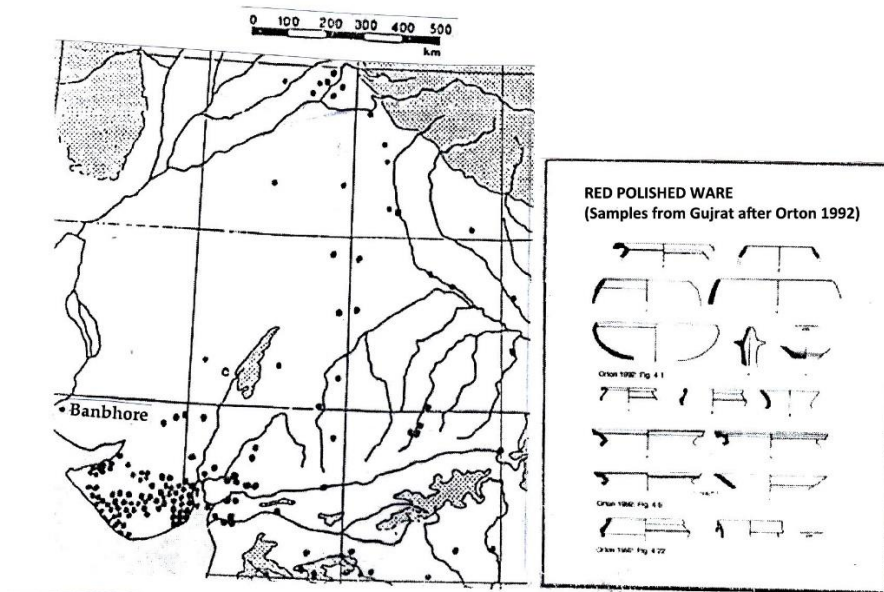 0 100 200 300 400 500
km
c
Banbhore
RED POLISHED WARE
(Samples from Gujrat after Orton 1992)
Orton 1992: Fig. 4.1
Orton 1992: Fig. 4.6
Orton 1992: Fig. 4.22